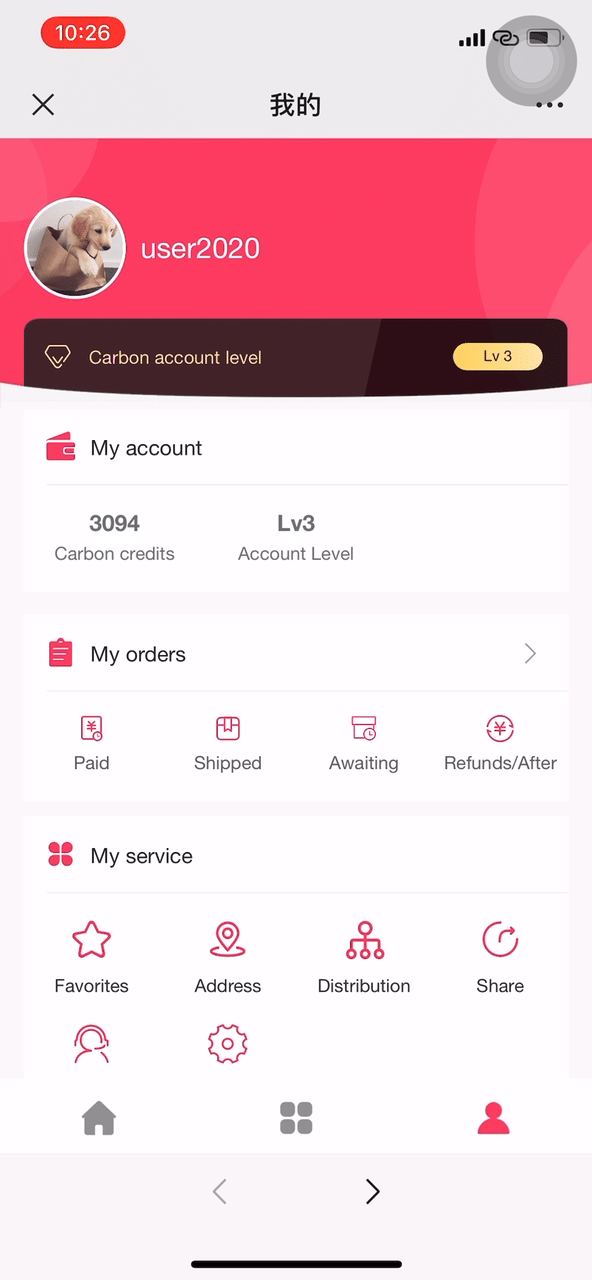 10:26
我的
user2020
Carbon account level
Lv 3
My account
3094
Lv3
Carbon credits
Account Level
My orders
Paid
Shipped
Awaiting
Refunds/After
My service
Favorites
Address
Distribution
Share